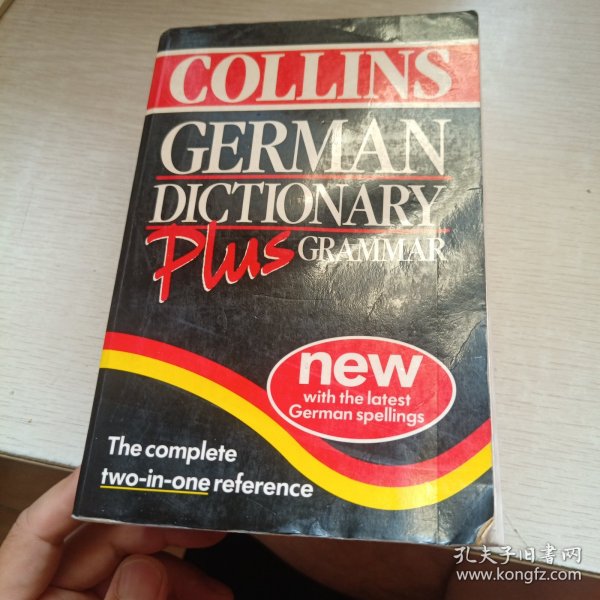 COLLINS
GERMAN
DICTIONARY
Plus GRAMMAR
new
with the latest
German spellings
The complete
two-in-one reference
孔夫子旧书网
www.kongfz.com